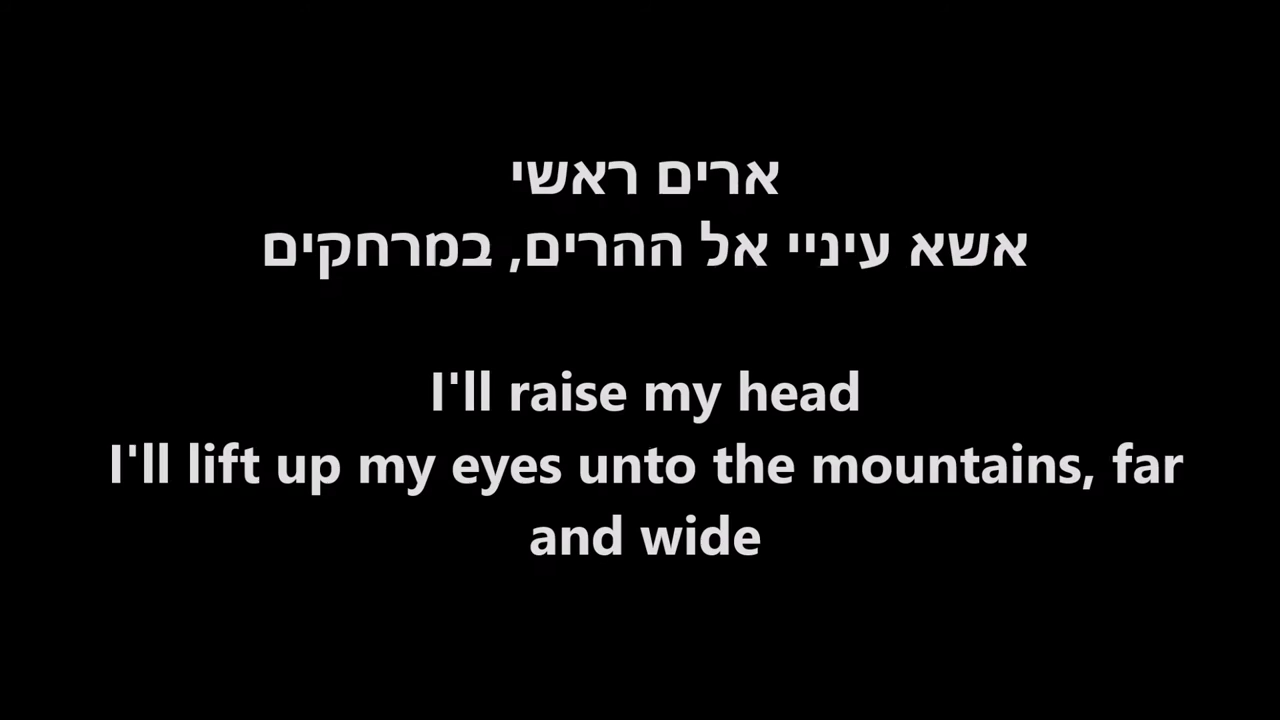 ארים ראשי
אשא עיניי אל ההרים, במרחקים
I'll raise my head
I'll lift up my eyes unto the mountains, far
and wide